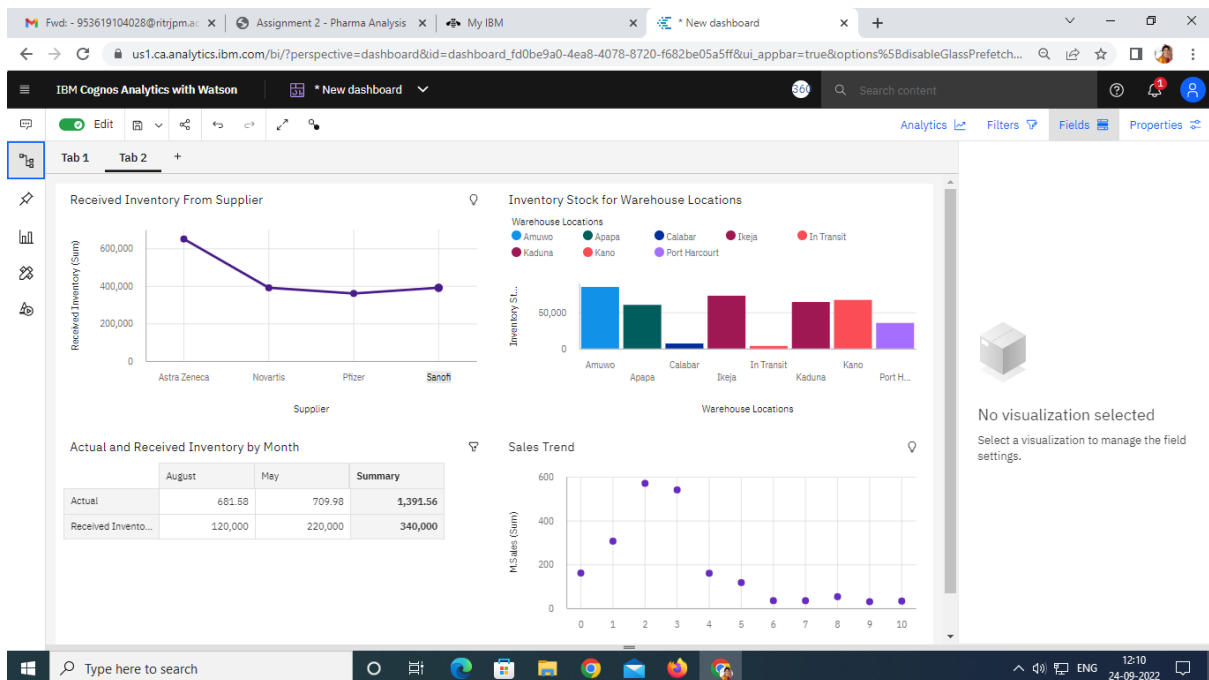 Fwd: - 953619104028@ritrjpm.ac
Assignment 2 - Pharma Analysis
My IBM
* New dashboard
us1.ca.analytics.ibm.com/bi/?perspective=dashboard&id=dashboard_fd0be9a0-4ea8-4078-8720-f682be05a5ff&ui_appbar=true&options%5BdisableGlassPrefetch...
IBM Cognos Analytics with Watson
* New dashboard
360
Search content
1
Edit
Analytics
Filters
Fields
Properties
Tab 1
Tab 2
Received Inventory From Supplier
Received Inventory (Sum)
600,000
400,000
200,000
0
Astra Zeneca
Novartis
Pfizer
Sanofi
Supplier
Inventory Stock for Warehouse Locations
Warehouse Locations
Amuwo
Apapa
Calabar
Ikeja
In Transit
Kaduna
Kano
Port Harcourt
Inventory St...
50,000
0
Amuwo
Apapa
Calabar
Ikeja
In Transit
Kaduna
Kano
Port H...
Warehouse Locations
Actual and Received Inventory by Month
August May Summary
Actual 681.58 709.98 1,391.56
Received Invento... 120,000 220,000 340,000
Sales Trend
M.Sales (Sum)
600
400
200
0
0 1 2 3 4 5 6 7 8 9 10
No visualization selected
Select a visualization to manage the field
settings.
Type here to search
ENG
12:10
24-09-2022